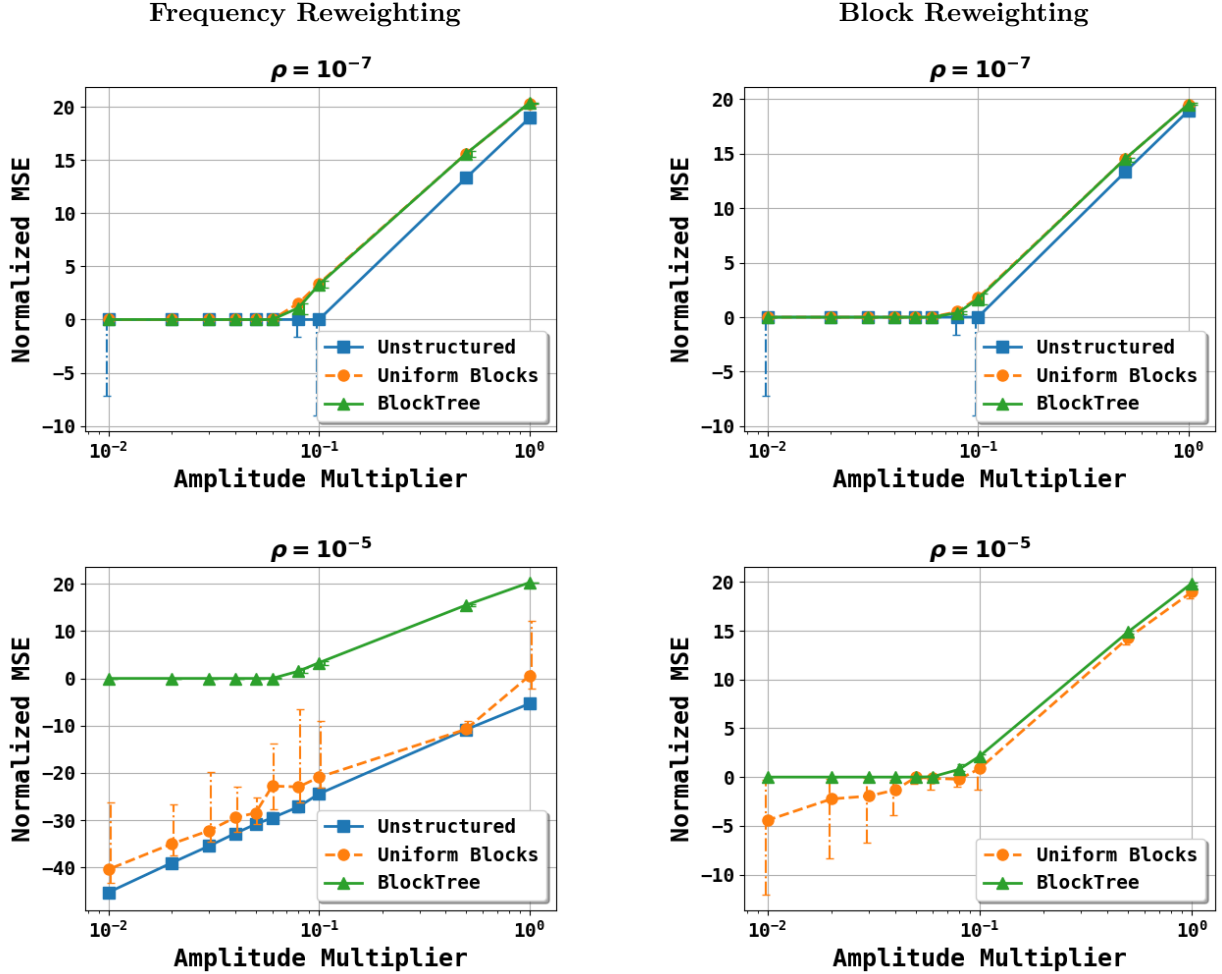 Frequency Reweighting
Block Reweighting
ρ = 10⁻⁷
Normalized MSE
20
15
10
5
0
−5
−10
10⁻²
10⁻¹
10⁰
Amplitude Multiplier
Unstructured
Uniform Blocks
BlockTree
ρ = 10⁻⁷
Normalized MSE
20
15
10
5
0
−5
−10
10⁻²
10⁻¹
10⁰
Amplitude Multiplier
Unstructured
Uniform Blocks
BlockTree
ρ = 10⁻⁵
Normalized MSE
20
10
0
−10
−20
−30
−40
10⁻²
10⁻¹
10⁰
Amplitude Multiplier
Unstructured
Uniform Blocks
BlockTree
ρ = 10⁻⁵
Normalized MSE
20
15
10
5
0
−5
−10
10⁻²
10⁻¹
10⁰
Amplitude Multiplier
Uniform Blocks
BlockTree